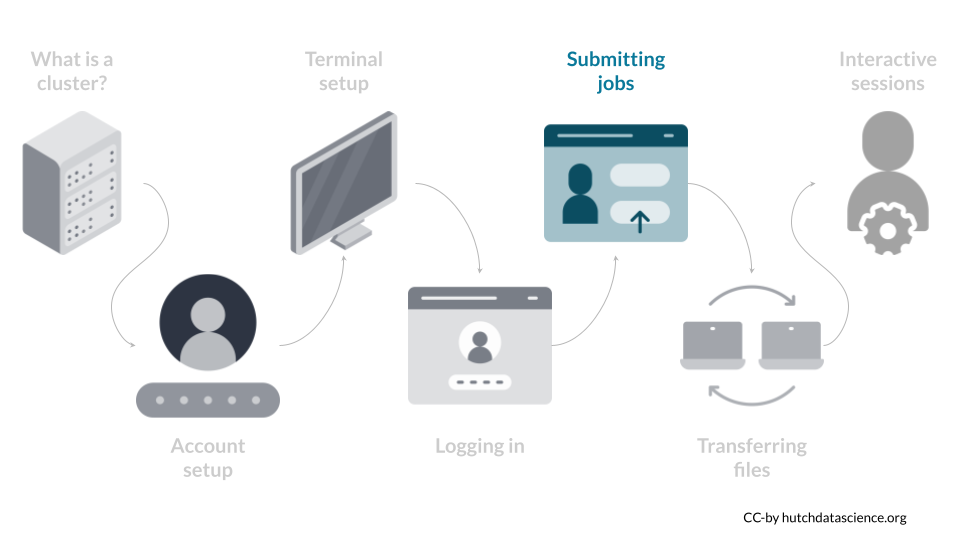 What is a
cluster?
Terminal
setup
Submitting
jobs
Interactive
sessions
Account
setup
Logging in
Transferring
files
CC-by hutchdatascience.org